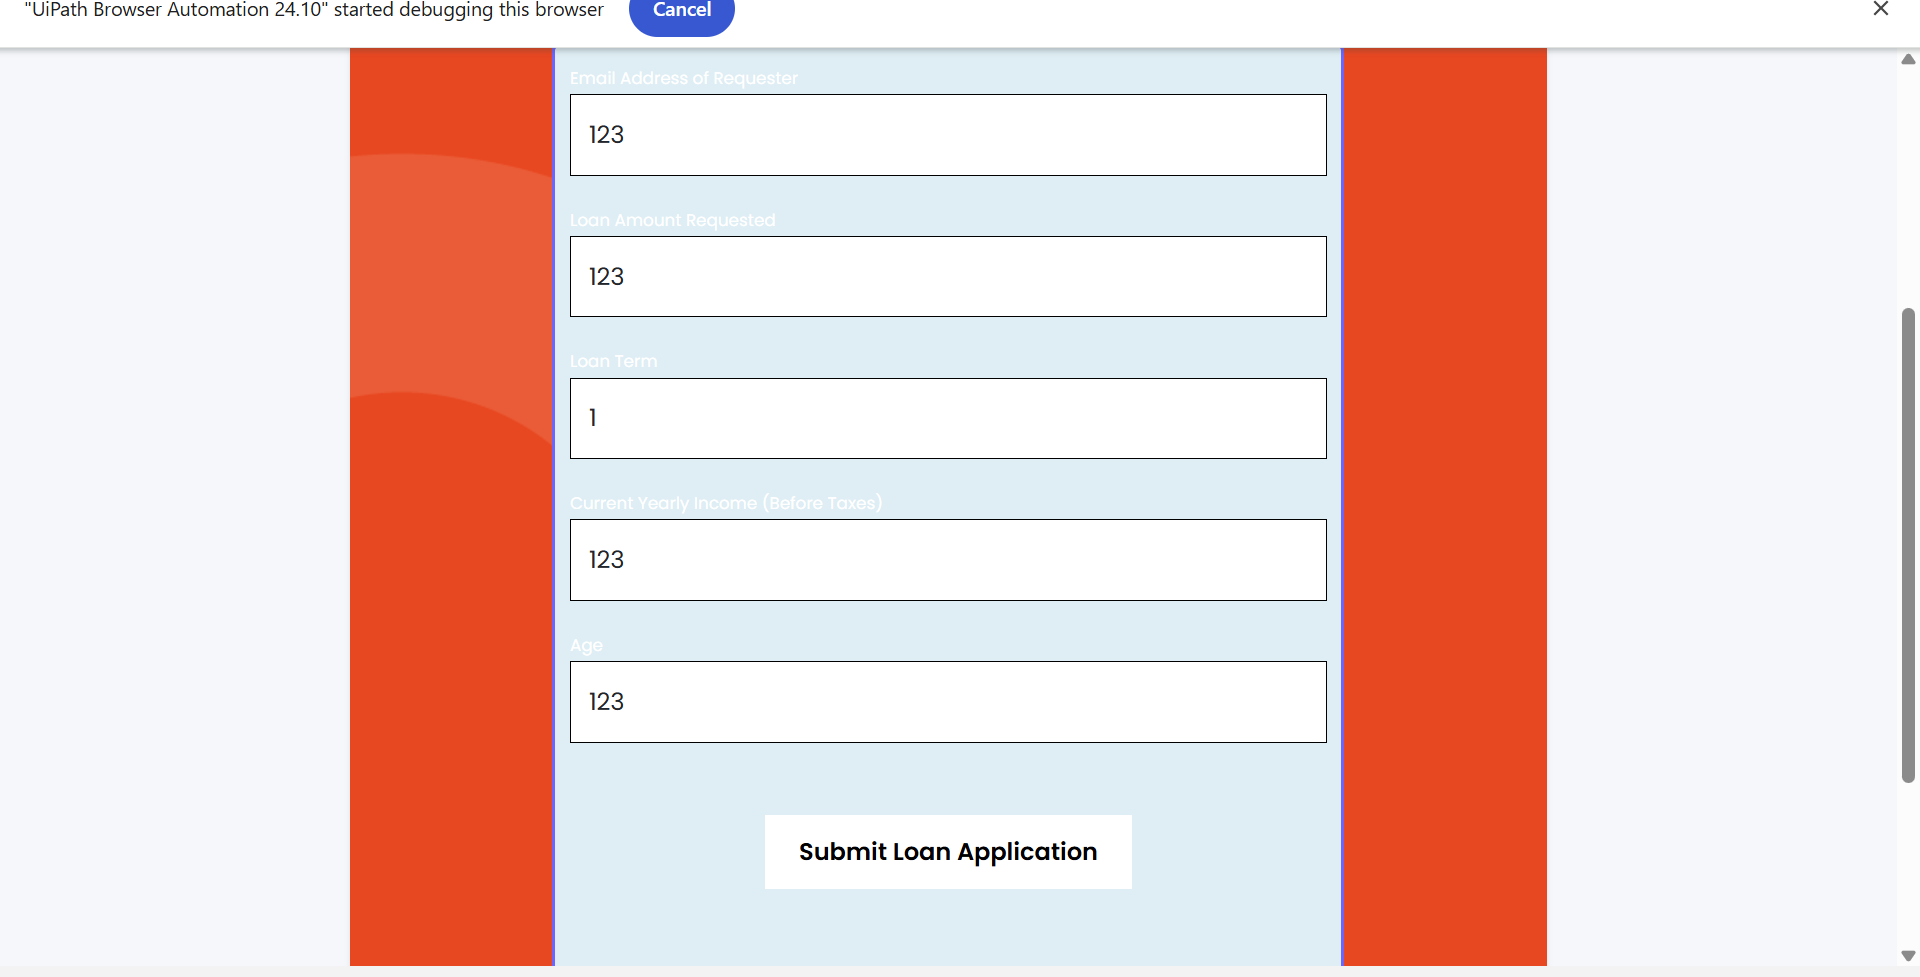 "UiPath Browser Automation 24.10" started debugging this browser
Cancel
Email Address of Requester
123
Loan Amount Requested
123
Loan Term
1
Current Yearly Income (Before Taxes)
123
Age
123
Submit Loan Application